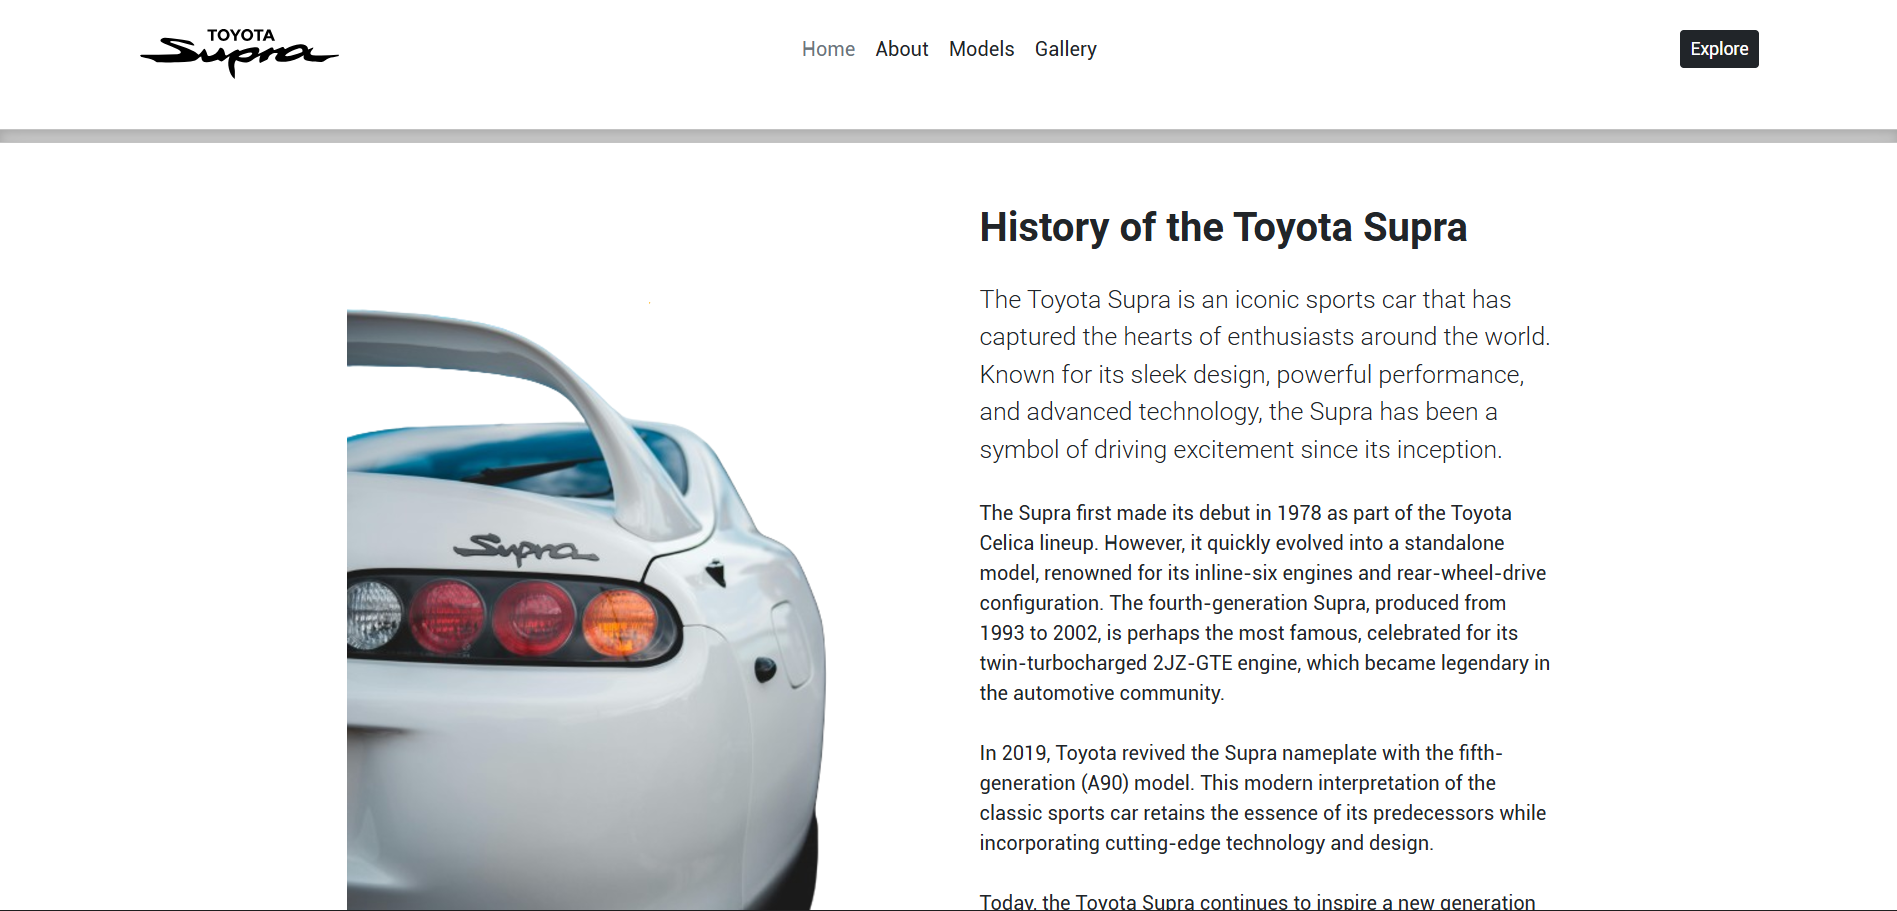 TOYOTA
Supra
Home About Models Gallery
Explore
History of the Toyota Supra
The Toyota Supra is an iconic sports car that has
captured the hearts of enthusiasts around the world.
Known for its sleek design, powerful performance,
and advanced technology, the Supra has been a
symbol of driving excitement since its inception.
Supra
The Supra first made its debut in 1978 as part of the Toyota
Celica lineup. However, it quickly evolved into a standalone
model, renowned for its inline-six engines and rear-wheel-drive
configuration. The fourth-generation Supra, produced from
1993 to 2002, is perhaps the most famous, celebrated for its
twin-turbocharged 2JZ-GTE engine, which became legendary in
the automotive community.
In 2019, Toyota revived the Supra nameplate with the fifth-
generation (A90) model. This modern interpretation of the
classic sports car retains the essence of its predecessors while
incorporating cutting-edge technology and design.
Today, the Toyota Supra continues to inspire a new generation